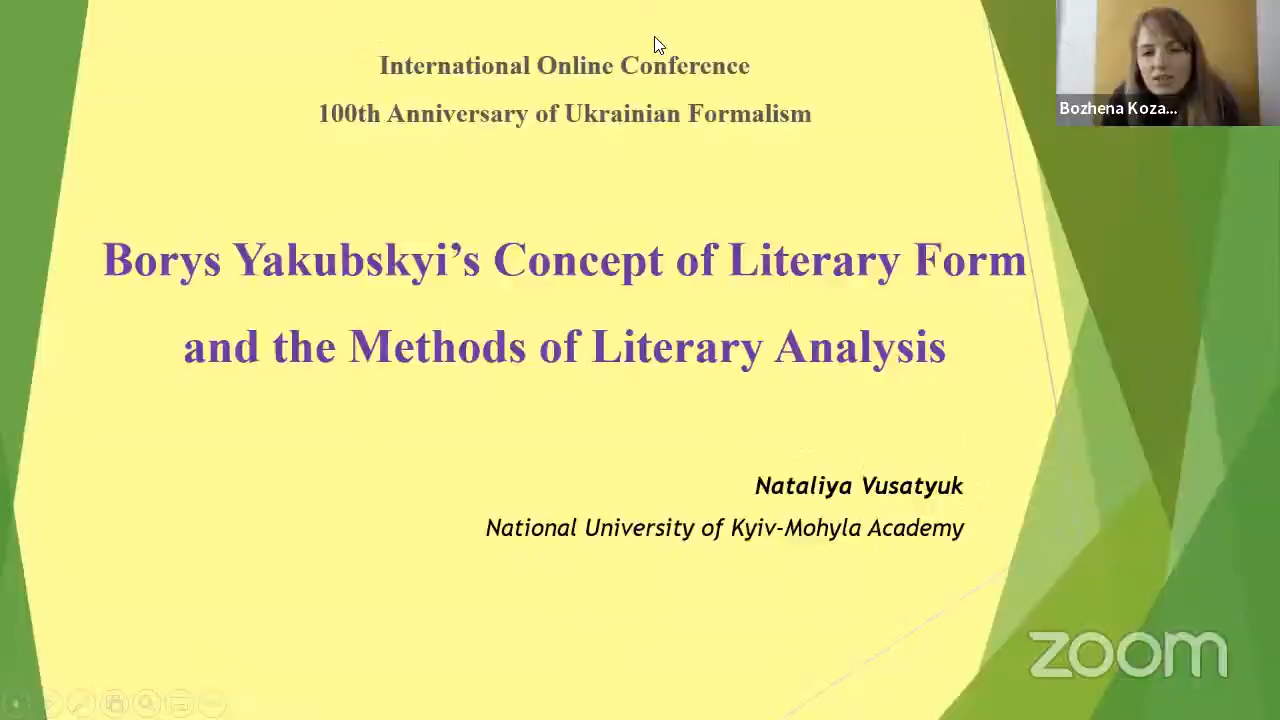 International Online Conference
100th Anniversary of Ukrainian Formalism
Borys Yakubskyi’s Concept of Literary Form
and the Methods of Literary Analysis
Nataliya Vusatyuk
National University of Kyiv-Mohyla Academy
Bozhena Koza...
zoom